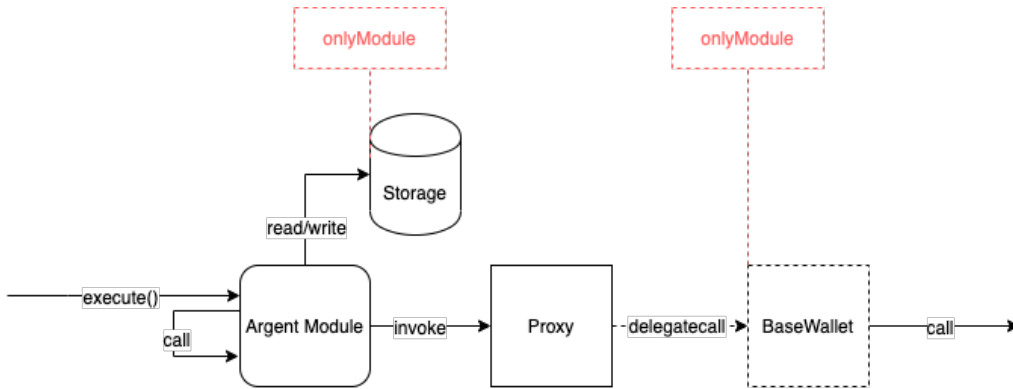 onlyModule
onlyModule
Storage
read/write
execute()
call
Argent Module
invoke
Proxy
delegatecall
BaseWallet
call